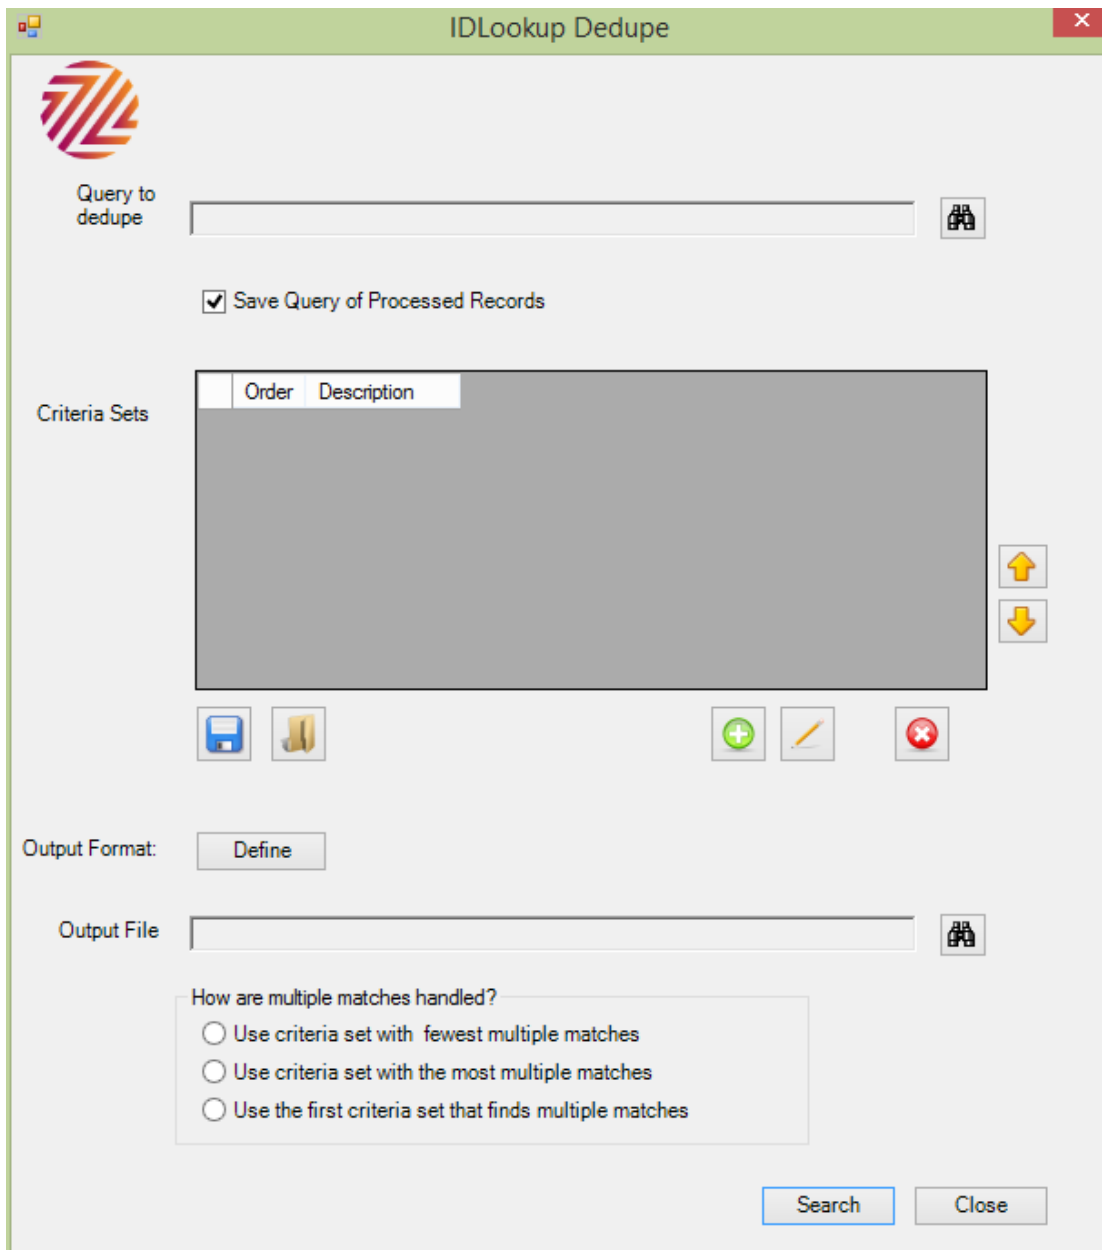 IDLookup Dedupe
Query to
dedupe
Save Query of Processed Records
Order Description
Criteria Sets
Output Format:
Define
Output File
How are multiple matches handled?
Use criteria set with  fewest multiple matches
Use criteria set with the most multiple matches
Use the first criteria set that finds multiple matches
Search
Close